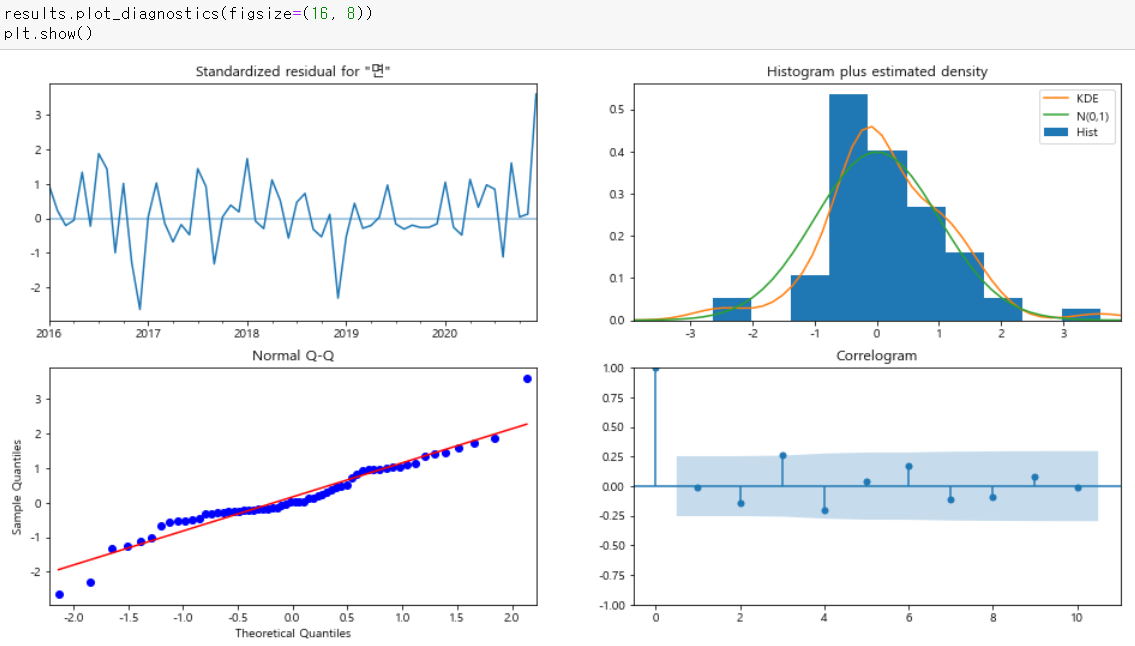 results.plot_diagnostics(figsize=(16, 8))
plt.show()
Standardized residual for "면"
3
2
1
0
-1
-2
2016 2017 2018 2019 2020
Histogram plus estimated density
KDE
N(0,1)
Hist
0.5
0.4
0.3
0.2
0.1
0.0
-3 -2 -1 0 1 2 3
Normal Q-Q
Sample Quantiles
3
2
1
0
-1
-2
-2.0 -1.5 -1.0 -0.5 0.0 0.5 1.0 1.5 2.0
Theoretical Quantiles
Correlogram
1.00
0.75
0.50
0.25
0.00
-0.25
-0.50
-0.75
-1.00
0 2 4 6 8 10